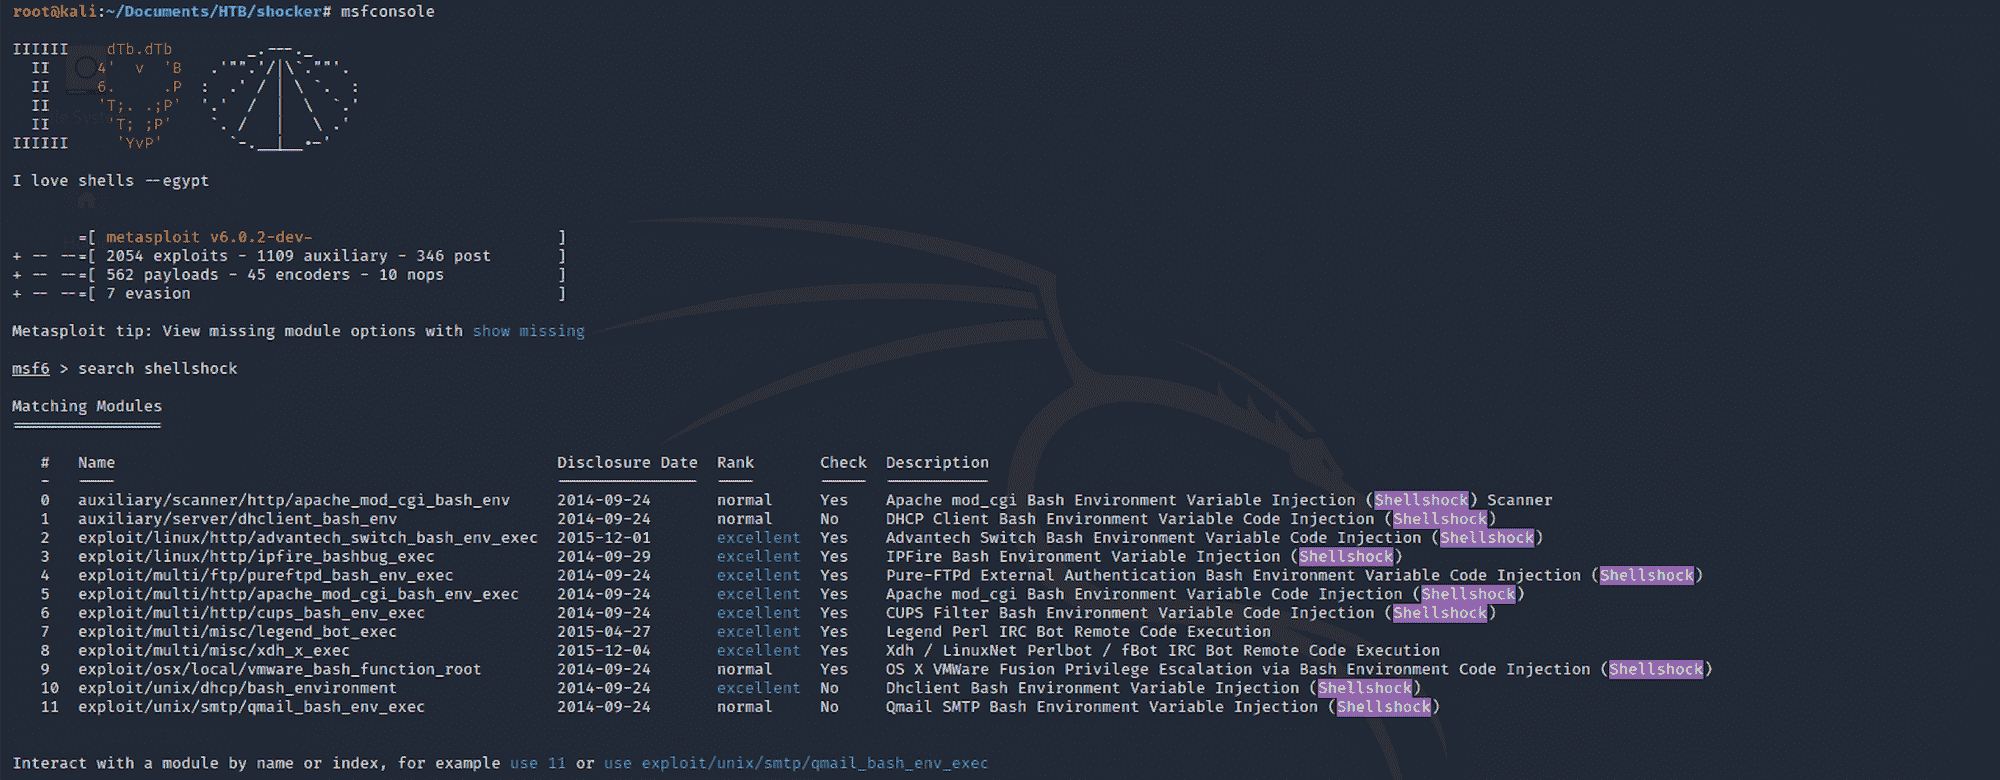 root@kali:~/Documents/HTB/shocker# msfconsole
IIIIII    dTb.dTb        _.---._
  II     4'  v  'B   .'"".'/|\`.""'.
  II     6.     .P  :  .' / | \ `.  :
  II     'T;. .;P'  '.'  /  |  \  `.'
  II      'T; ;P'    `. /   |   \ .'
IIIIII     'YvP'       `-.__|__.-'
I love shells --egypt
       =[ metasploit v6.0.2-dev-                          ]
+ -- --=[ 2054 exploits - 1109 auxiliary - 346 post       ]
+ -- --=[ 562 payloads - 45 encoders - 10 nops            ]
+ -- --=[ 7 evasion                                       ]
Metasploit tip: View missing module options with show missing
msf6 > search shellshock
Matching Modules
================
#   Name   Disclosure Date  Rank   Check  Description
-   ----   ---------------  ----   -----  -----------
0   auxiliary/scanner/http/apache_mod_cgi_bash_env   2014-09-24   normal   Yes   Apache mod_cgi Bash Environment Variable Injection (Shellshock) Scanner
1   auxiliary/server/dhclient_bash_env   2014-09-24   normal   No   DHCP Client Bash Environment Variable Code Injection (Shellshock)
2   exploit/linux/http/advantech_switch_bash_env_exec   2015-12-01   excellent   Yes   Advantech Switch Bash Environment Variable Code Injection (Shellshock)
3   exploit/linux/http/ipfire_bashbug_exec   2014-09-29   excellent   Yes   IPFire Bash Environment Variable Injection (Shellshock)
4   exploit/multi/ftp/pureftpd_bash_env_exec   2014-09-24   excellent   Yes   Pure-FTPd External Authentication Bash Environment Variable Code Injection (Shellshock)
5   exploit/multi/http/apache_mod_cgi_bash_env_exec   2014-09-24   excellent   Yes   Apache mod_cgi Bash Environment Variable Code Injection (Shellshock)
6   exploit/multi/http/cups_bash_env_exec   2014-09-24   excellent   Yes   CUPS Filter Bash Environment Variable Code Injection (Shellshock)
7   exploit/multi/misc/legend_bot_exec   2015-04-27   excellent   Yes   Legend Perl IRC Bot Remote Code Execution
8   exploit/multi/misc/xdh_x_exec   2015-12-04   excellent   Yes   Xdh / LinuxNet Perlbot / fBot IRC Bot Remote Code Execution
9   exploit/osx/local/vmware_bash_function_root   2014-09-24   normal   Yes   OS X VMWare Fusion Privilege Escalation via Bash Environment Code Injection (Shellshock)
10  exploit/unix/dhcp/bash_environment   2014-09-24   excellent   No   Dhclient Bash Environment Variable Injection (Shellshock)
11  exploit/unix/smtp/qmail_bash_env_exec   2014-09-24   normal   No   Qmail SMTP Bash Environment Variable Injection (Shellshock)
Interact with a module by name or index, for example use 11 or use exploit/unix/smtp/qmail_bash_env_exec